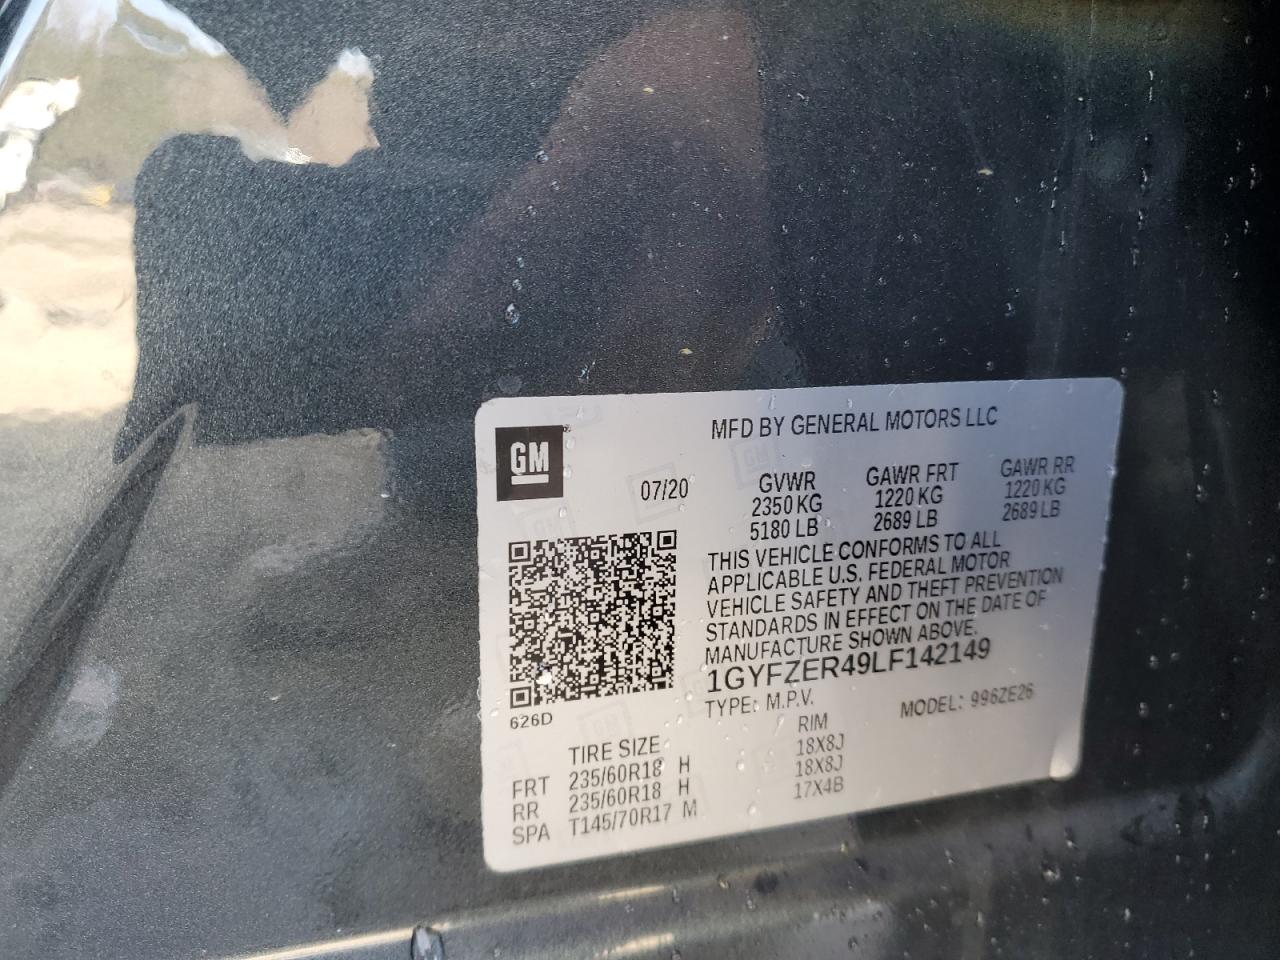 MFD BY GENERAL MOTORS LLC
GM
07/20
GVWR GAWR FRT GAWR RR
2350 KG 1220 KG 1220 KG
5180 LB 2689 LB 2689 LB
THIS VEHICLE CONFORMS TO ALL
APPLICABLE U.S. FEDERAL MOTOR
VEHICLE SAFETY AND THEFT PREVENTION
STANDARDS IN EFFECT ON THE DATE OF
MANUFACTURE SHOWN ABOVE.
1GYFZER49LF142149
TYPE: M.P.V. MODEL: 996ZE26
626D
TIRE SIZE RIM
FRT 235/60R18 H 18X8J
RR 235/60R18 H 18X8J
SPA T145/70R17 M 17X4B